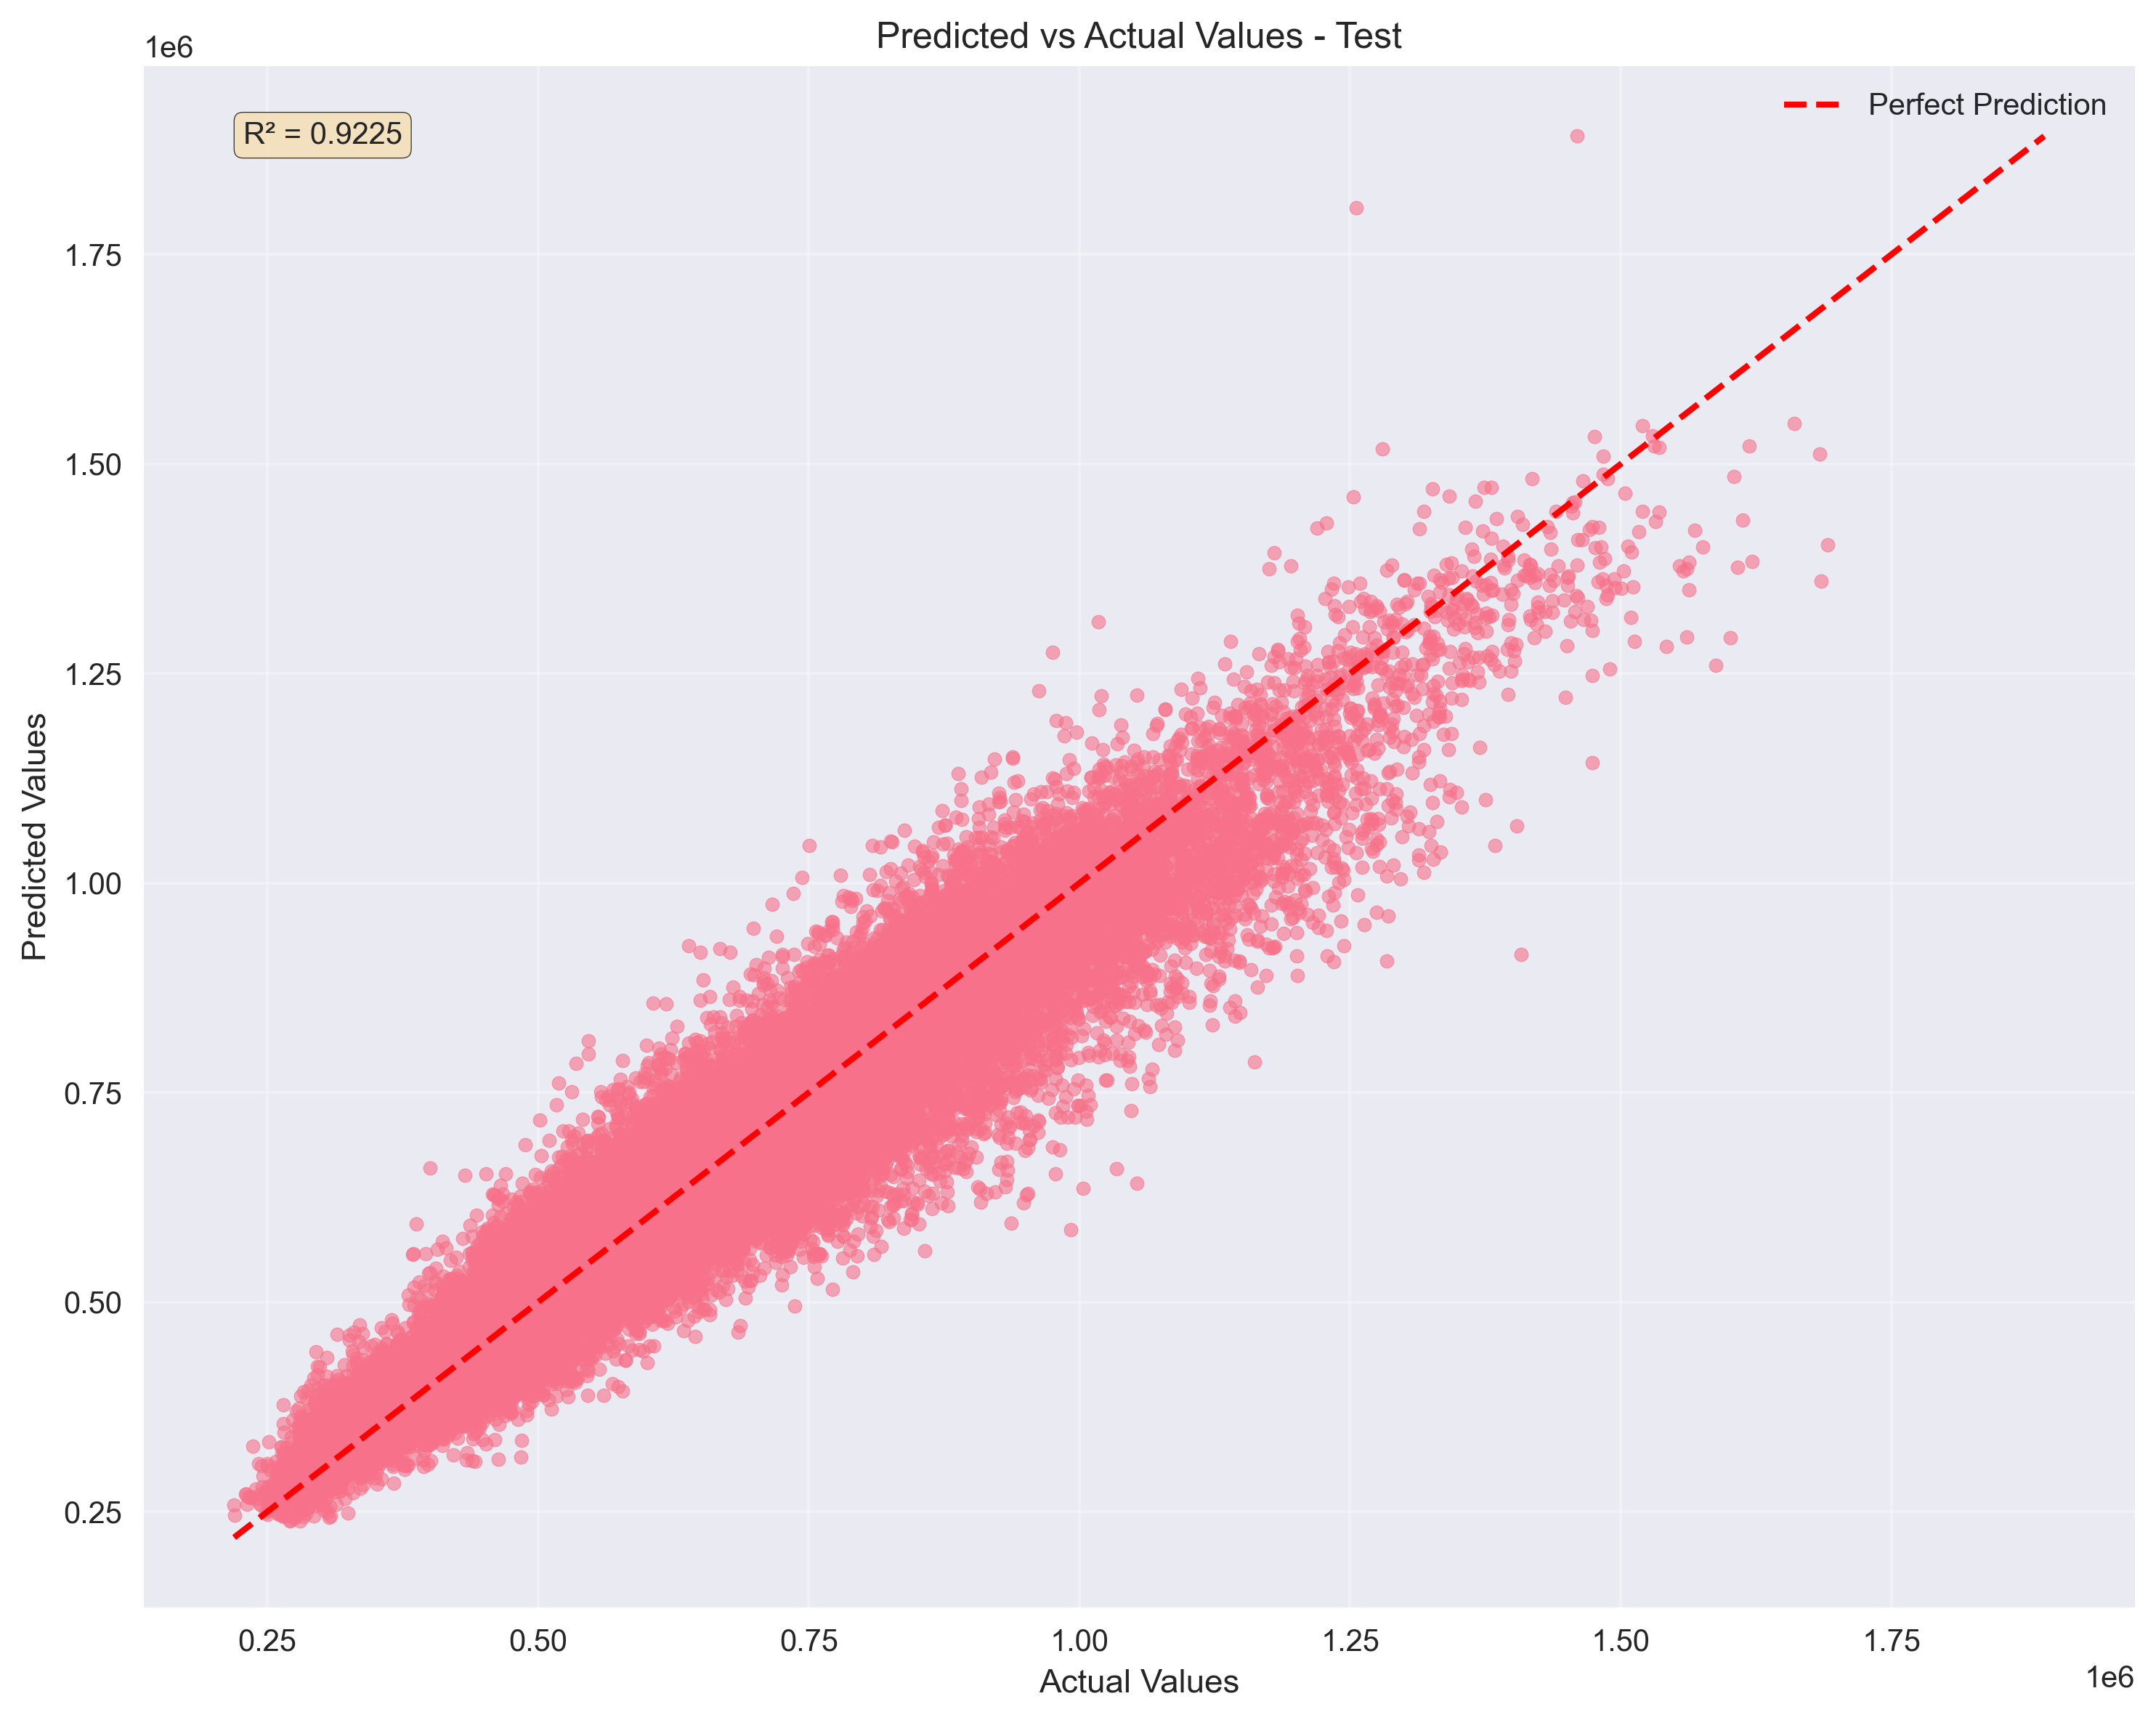 Predicted vs Actual Values - Test
1e6
Perfect Prediction
R² = 0.9225
1.75
1.50
1.25
1.00
0.75
0.50
0.25
Predicted Values
0.25 0.50 0.75 1.00 1.25 1.50 1.75
Actual Values
1e6